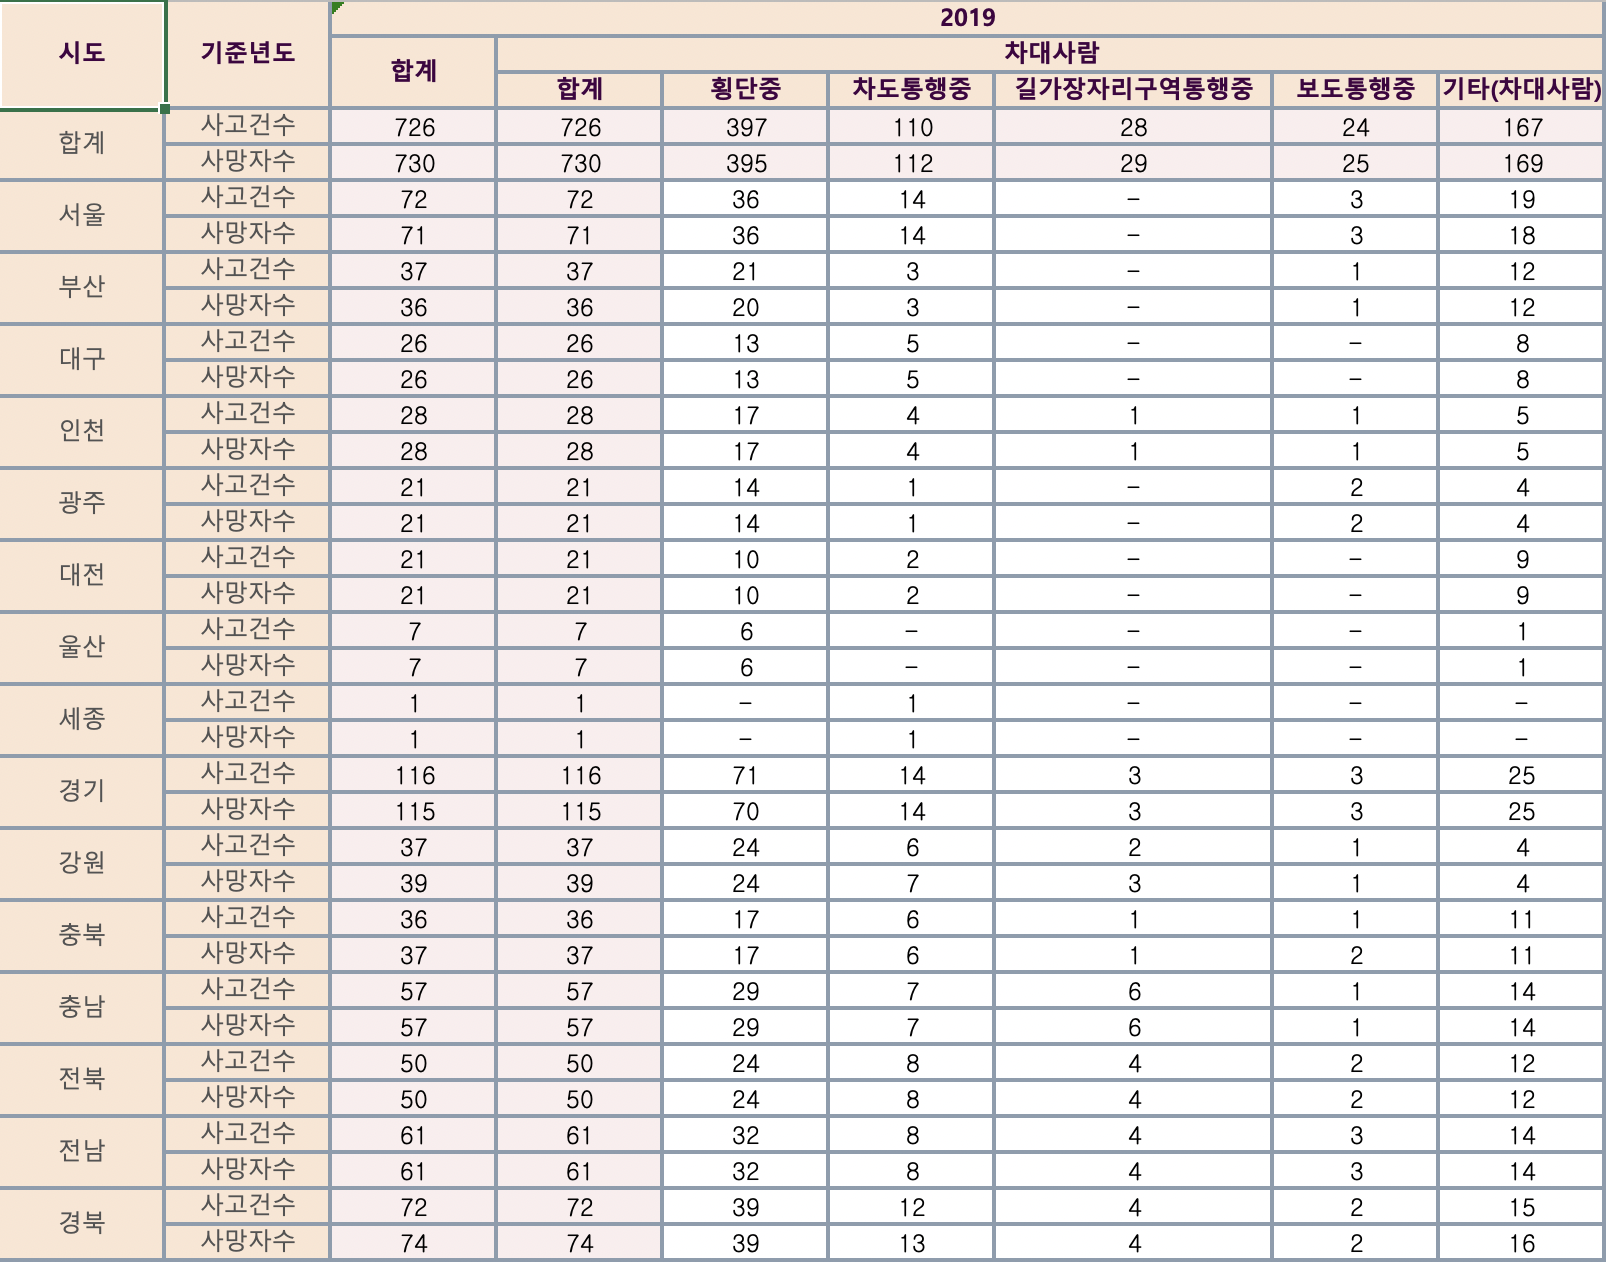 시도 기준년도 2019
합계 차대사람
합계 횡단중 차도통행중 길가장자리구역통행중 보도통행중 기타(차대사람)
합계 사고건수 726 726 397 110 28 24 167
사망자수 730 730 395 112 29 25 169
서울 사고건수 72 72 36 14 - 3 19
사망자수 71 71 36 14 - 3 18
부산 사고건수 37 37 21 3 - 1 12
사망자수 36 36 20 3 - 1 12
대구 사고건수 26 26 13 5 - - 8
사망자수 26 26 13 5 - - 8
인천 사고건수 28 28 17 4 1 1 5
사망자수 28 28 17 4 1 1 5
광주 사고건수 21 21 14 1 - 2 4
사망자수 21 21 14 1 - 2 4
대전 사고건수 21 21 10 2 - - 9
사망자수 21 21 10 2 - - 9
울산 사고건수 7 7 6 - - - 1
사망자수 7 7 6 - - - 1
세종 사고건수 1 1 - 1 - - -
사망자수 1 1 - 1 - - -
경기 사고건수 116 116 71 14 3 3 25
사망자수 115 115 70 14 3 3 25
강원 사고건수 37 37 24 6 2 1 4
사망자수 39 39 24 7 3 1 4
충북 사고건수 36 36 17 6 1 1 11
사망자수 37 37 17 6 1 2 11
충남 사고건수 57 57 29 7 6 1 14
사망자수 57 57 29 7 6 1 14
전북 사고건수 50 50 24 8 4 2 12
사망자수 50 50 24 8 4 2 12
전남 사고건수 61 61 32 8 4 3 14
사망자수 61 61 32 8 4 3 14
경북 사고건수 72 72 39 12 4 2 15
사망자수 74 74 39 13 4 2 16